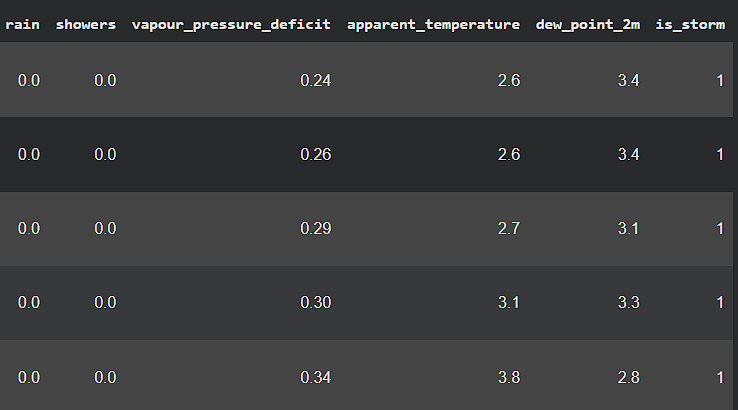 rain showers vapour_pressure_deficit apparent_temperature dew_point_2m is_storm
0.0 0.0 0.24 2.6 3.4 1
0.0 0.0 0.26 2.6 3.4 1
0.0 0.0 0.29 2.7 3.1 1
0.0 0.0 0.30 3.1 3.3 1
0.0 0.0 0.34 3.8 2.8 1